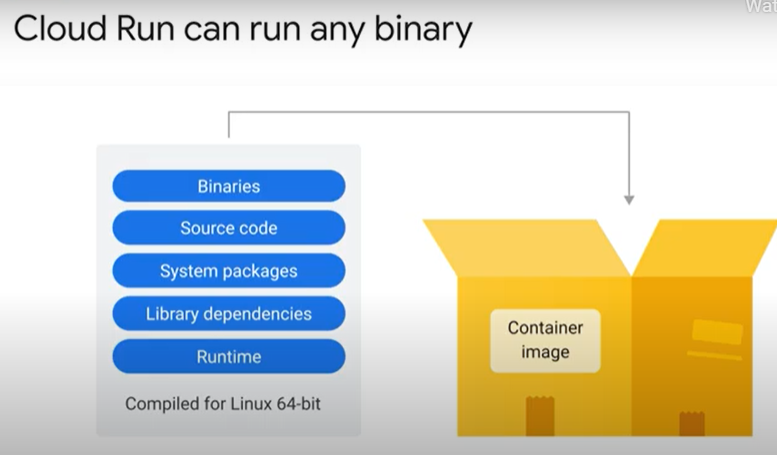 Cloud Run can run any binary
Binaries
Source code
System packages
Library dependencies
Runtime
Compiled for Linux 64-bit
Container
image